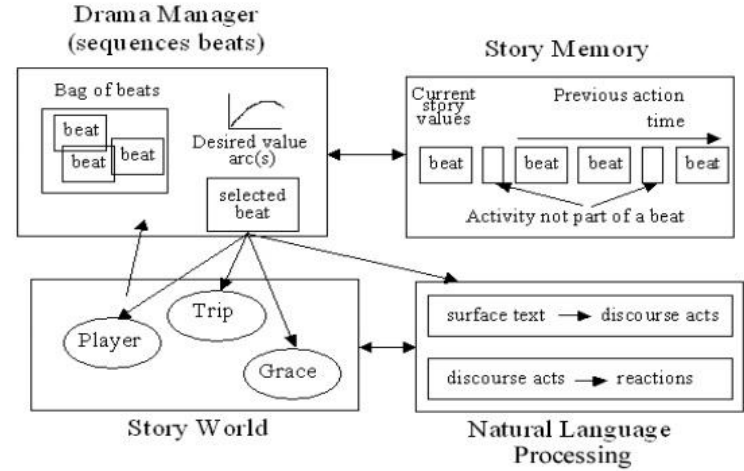 Drama Manager
(sequences beats)
Bag of beats
beat
beat
beat
Desired value
arc(s)
selected
beat
Story Memory
Current
story
values
Previous action
time
beat
beat
beat
beat
Activity not part of a beat
Player
Trip
Grace
Story World
surface text
discourse acts
discourse acts
reactions
Natural Language
Processing